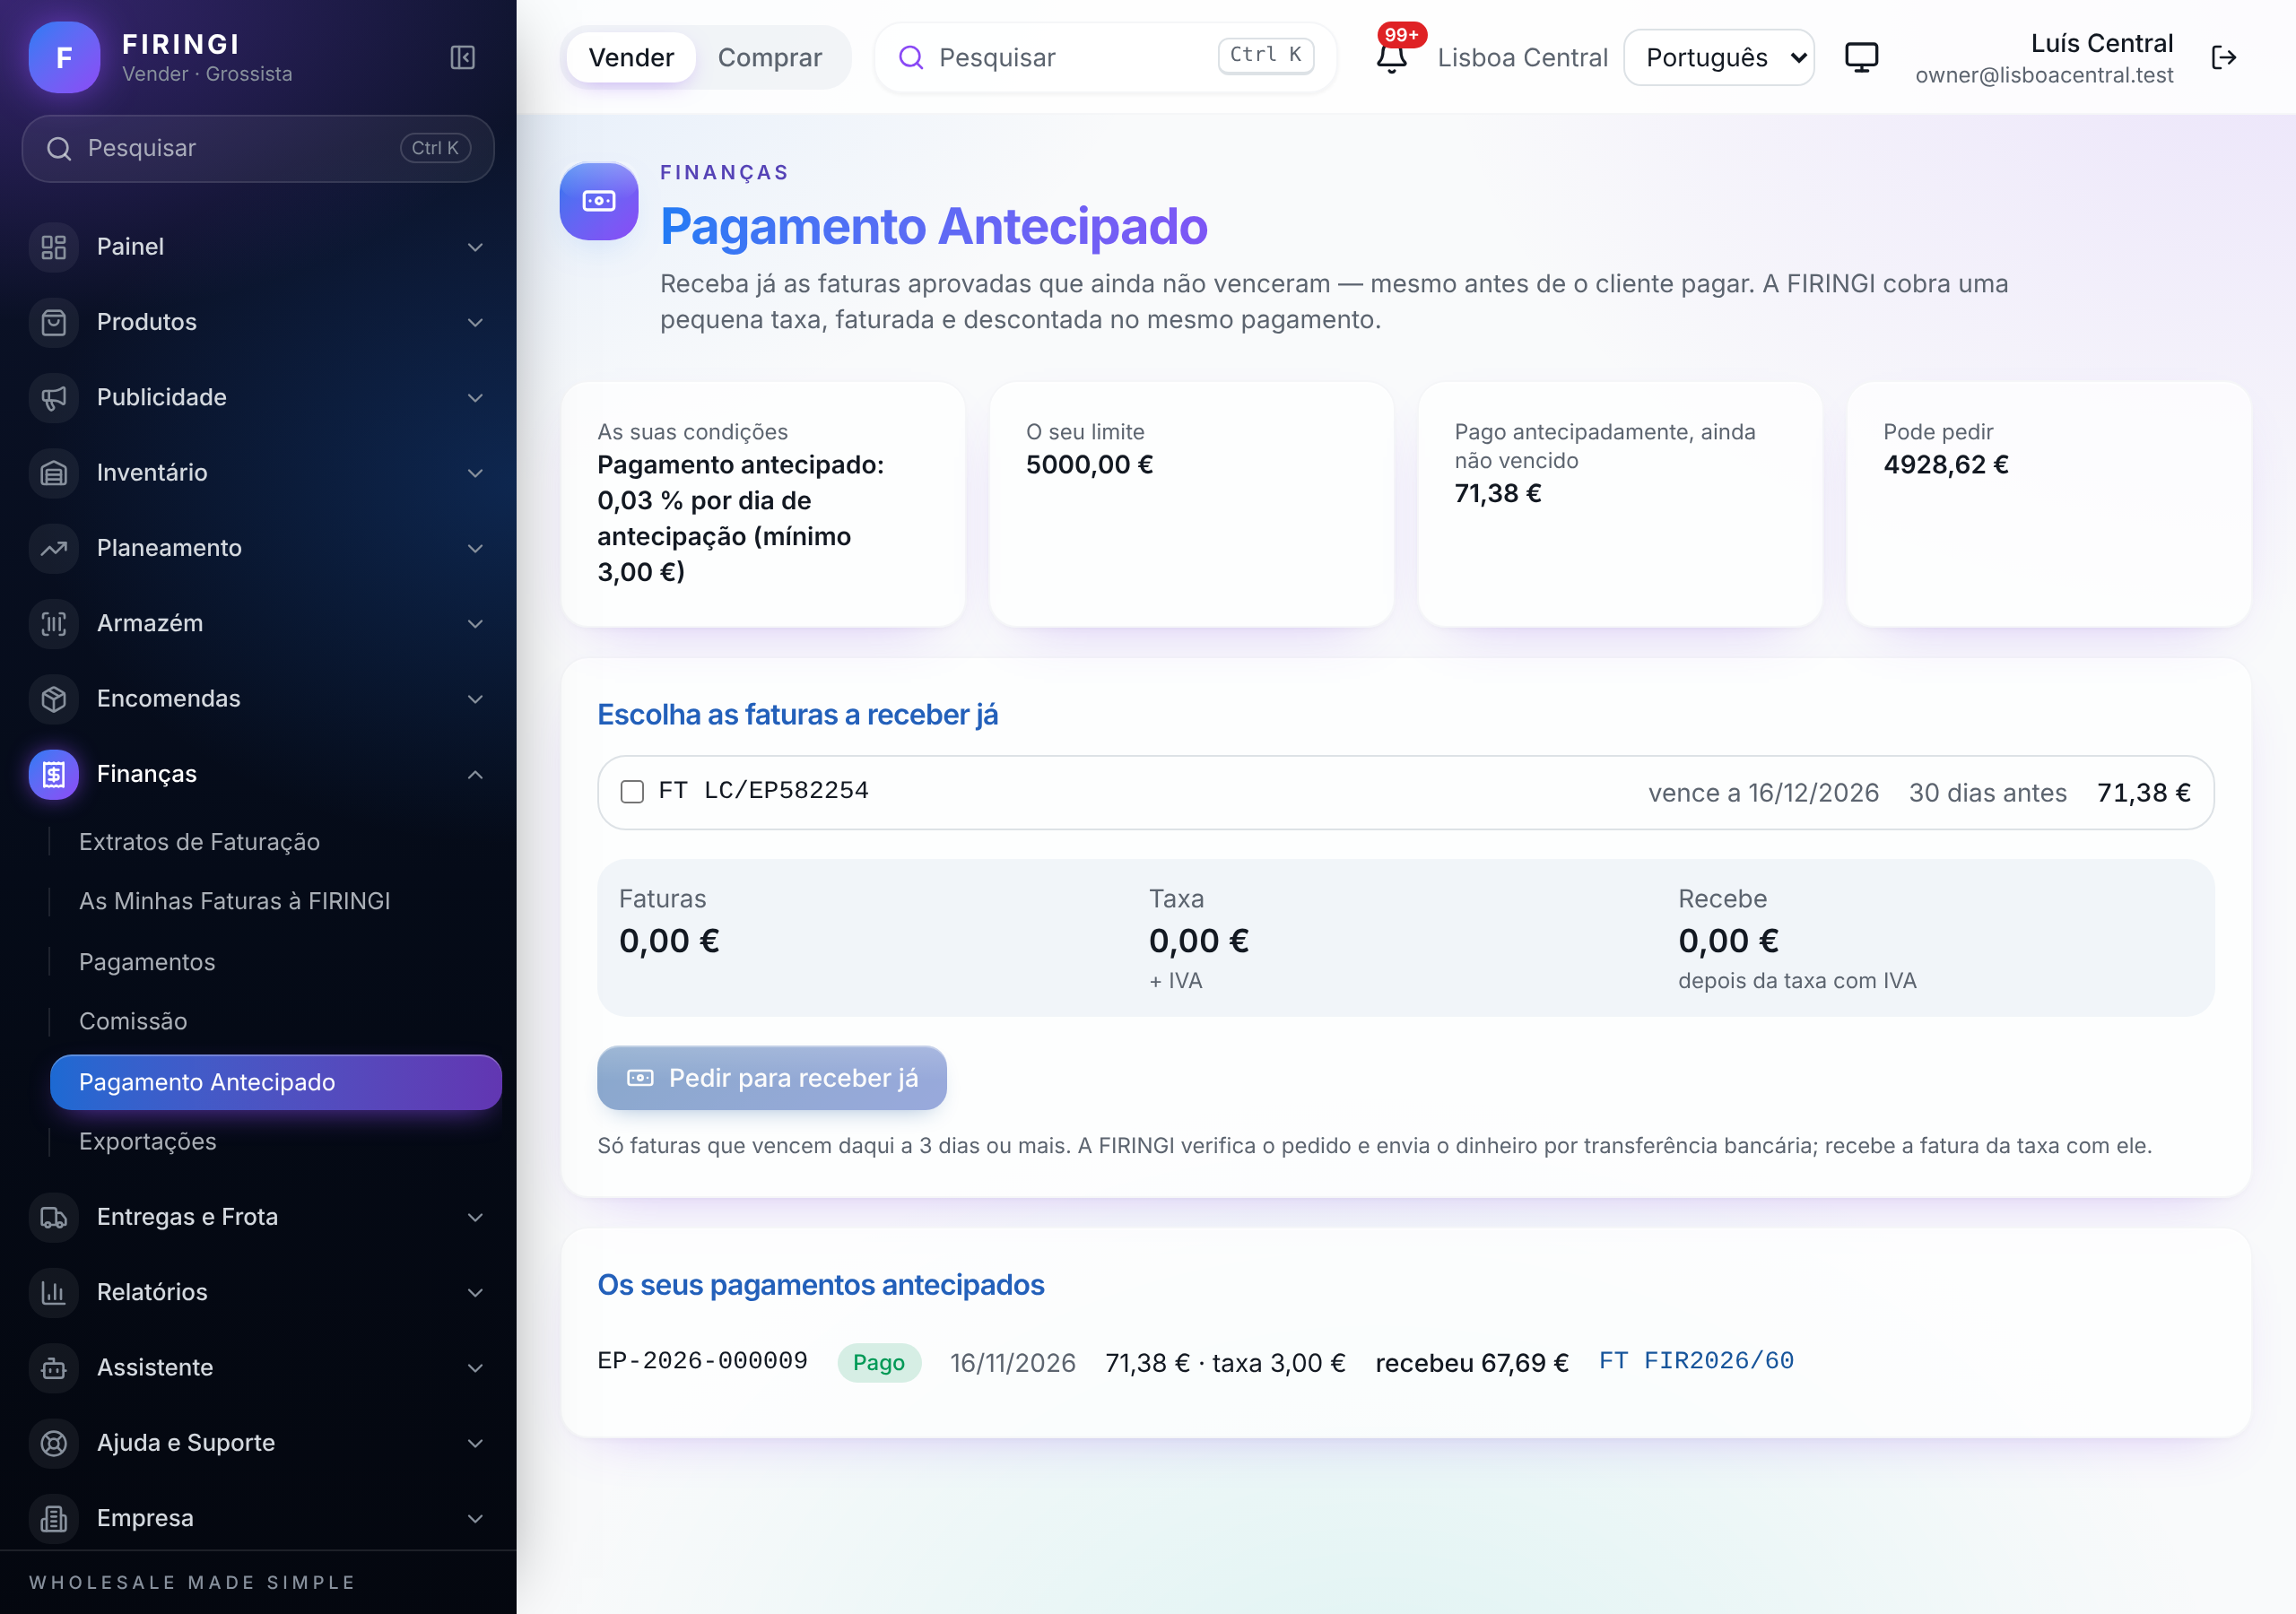 F
FIRINGI
Vender · Grossista
Pesquisar
Ctrl K
Painel
Produtos
Publicidade
Inventário
Planeamento
Armazém
Encomendas
Finanças
Extratos de Faturação
As Minhas Faturas à FIRINGI
Pagamentos
Comissão
Pagamento Antecipado
Exportações
Entregas e Frota
Relatórios
Assistente
Ajuda e Suporte
Empresa
WHOLESALE MADE SIMPLE
Vender
Comprar
Pesquisar
Ctrl K
99+
Lisboa Central
Português
Luís Central
owner@lisboacentral.test
FINANÇAS
Pagamento Antecipado
Receba já as faturas aprovadas que ainda não venceram — mesmo antes de o cliente pagar. A FIRINGI cobra uma
pequena taxa, faturada e descontada no mesmo pagamento.
As suas condições
Pagamento antecipado:
0,03 % por dia de
antecipação (mínimo
3,00 €)
O seu limite
5000,00 €
Pago antecipadamente, ainda
não vencido
71,38 €
Pode pedir
4928,62 €
Escolha as faturas a receber já
FT LC/EP582254
vence a 16/12/2026
30 dias antes
71,38 €
Faturas
0,00 €
Taxa
0,00 €
+ IVA
Recebe
0,00 €
depois da taxa com IVA
Pedir para receber já
Só faturas que vencem daqui a 3 dias ou mais. A FIRINGI verifica o pedido e envia o dinheiro por transferência bancária; recebe a fatura da taxa com ele.
Os seus pagamentos antecipados
EP-2026-000009
Pago
16/11/2026
71,38 € · taxa 3,00 €
recebeu 67,69 €
FT FIR2026/60